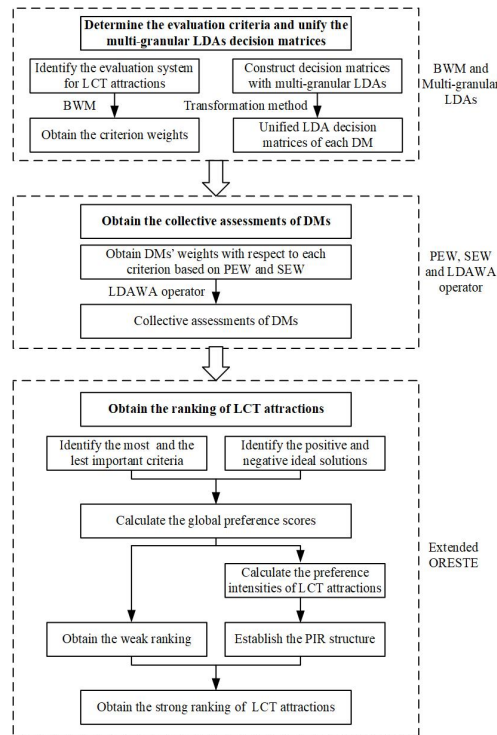 Determine the evaluation criteria and unify the
multi-granular LDAs decision matrices
Identify the evaluation system
for LCT attractions
Construct decision matrices
with multi-granular LDAs
BWM
Transformation method
Obtain the criterion weights
Unified LDA decision
matrices of each DM
BWM and
Multi-granular
LDAs
Obtain the collective assessments of DMs
Obtain DMs' weights with respect to each
criterion based on PEW and SEW
LDAWA operator
Collective assessments of DMs
PEW, SEW
and LDAWA
operator
Obtain the ranking of LCT attractions
Identify the most and the
lest important criteria
Identify the positive and
negative ideal solutions
Calculate the global preference scores
Calculate the preference
intensities of LCT attractions
Obtain the weak ranking
Establish the PIR structure
Obtain the strong ranking of LCT attractions
Extended
ORESTE